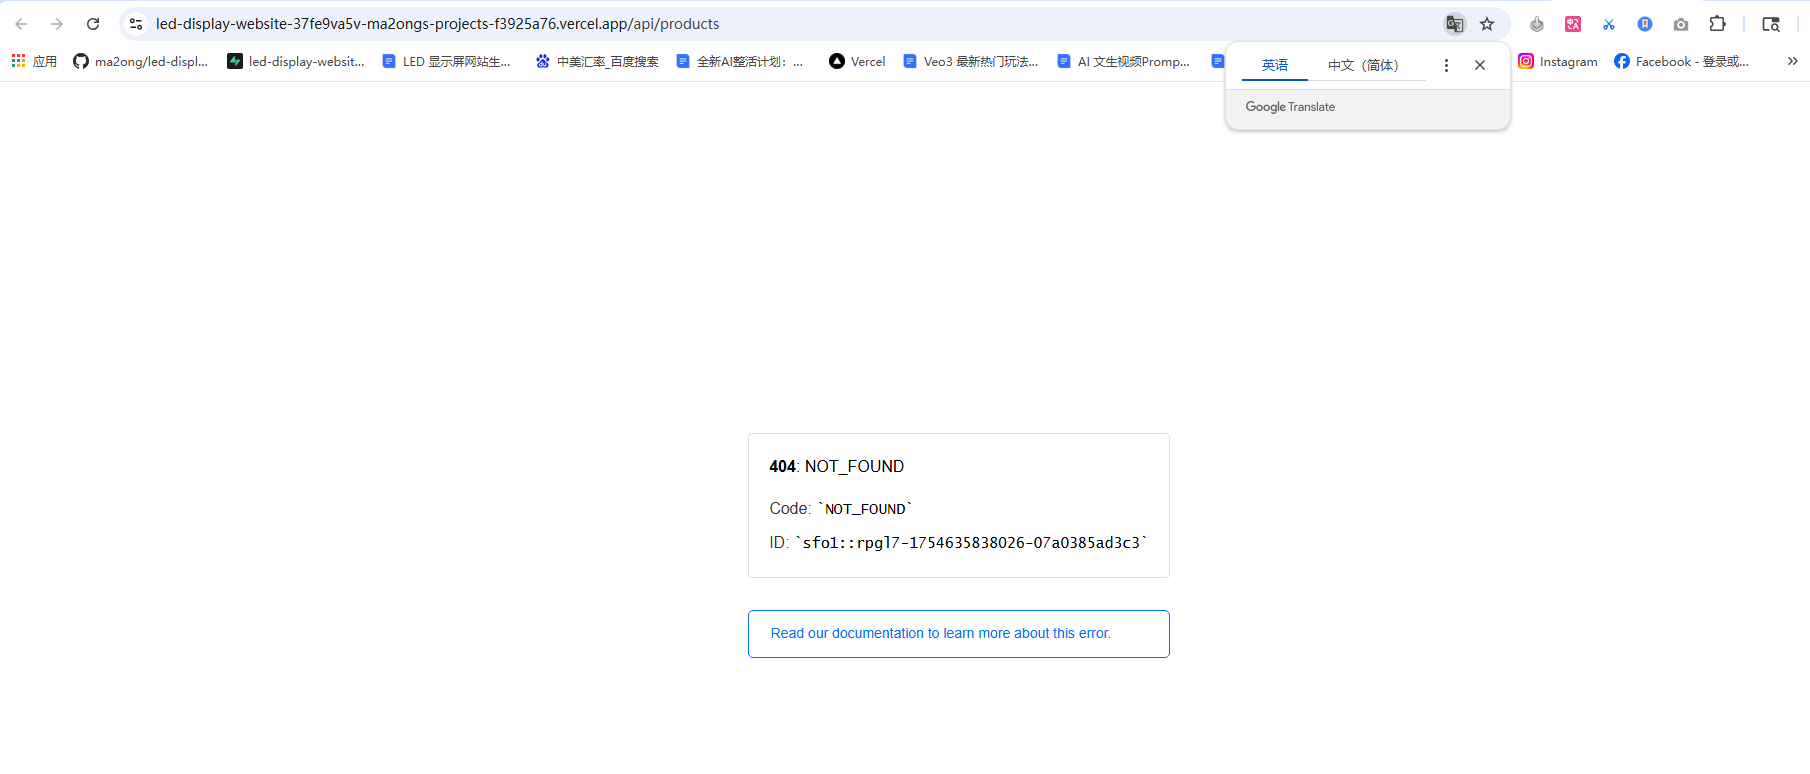 led-display-website-37fe9va5v-ma2ongs-projects-f3925a76.vercel.app/api/products
应用 ma2ong/led-displ... led-display-websit... LED 显示屏网站生... 中美汇率_百度搜索 全新AI整活计划：... Vercel Veo3 最新热门玩法... AI 文生视频Promp... Instagram Facebook - 登录或...
英语 中文（简体）
Google Translate
404: NOT_FOUND
Code: `NOT_FOUND`
ID: `sfo1::rpgl7-1754635838026-07a0385ad3c3`
Read our documentation to learn more about this error.